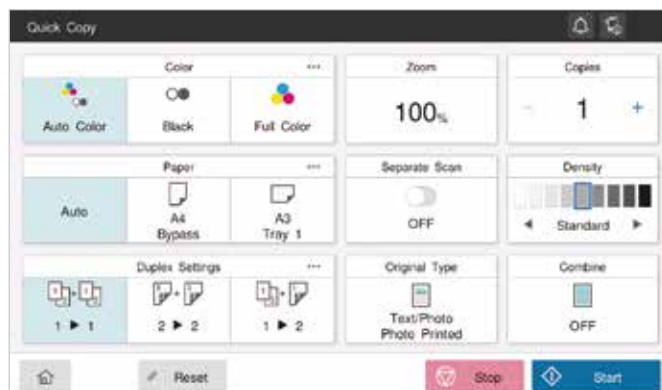 Quick Copy
Color
Zoom
Copies
Auto Color
Black
Full Color
100%
- 1 +
Paper
Separate Scan
Density
Auto
A4
Bypass
A3
Tray 1
OFF
Standard
Duplex Settings
Original Type
Combine
1 ▶ 1
2 ▶ 2
1 ▶ 2
Text/Photo
Photo Printed
OFF
Reset
Stop
Start